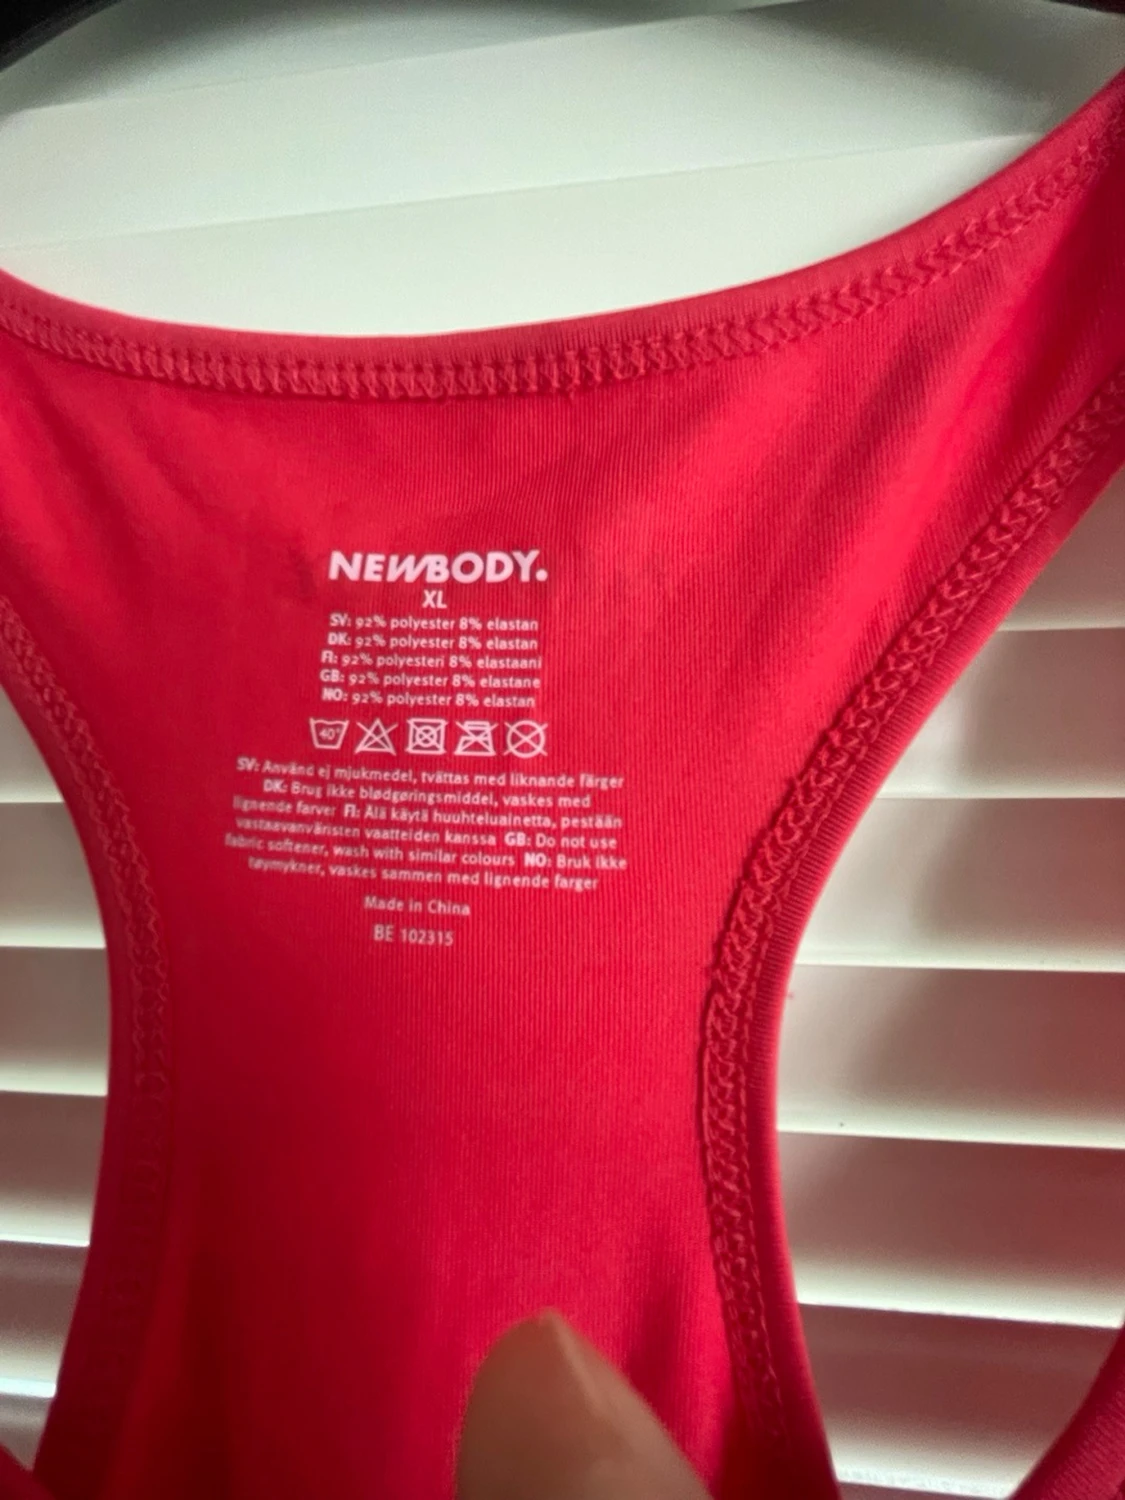 NEWBODY.
XL
SV: 92% polyester 8% elastan
DK: 92% polyester 8% elastan
FI: 92% polyesteri 8% elastaani
GB: 92% polyester 8% elastane
NO: 92% polyester 8% elastan
40°
SV: Använd ej mjukmedel, tvättas med liknande färger
DK: Brug ikke blødgøringsmiddel, vaskes med
lignende farver FI: Älä käytä huuhteluainetta, pestään
vastaavanväristen vaatteiden kanssa GB: Do not use
fabric softener, wash with similar colours NO: Bruk ikke
tøymykner, vaskes sammen med lignende farger
Made in China
BE 102315